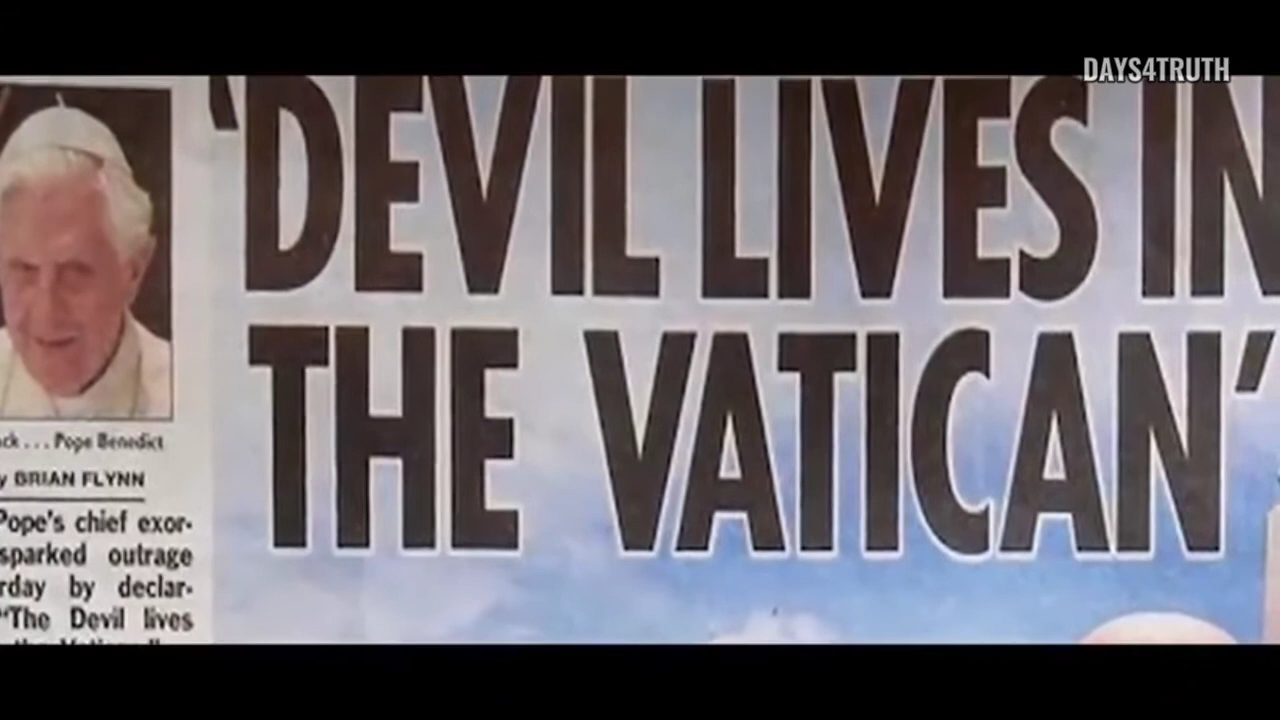 DAYS4TRUTH
'DEVIL LIVES IN
THE VATICAN'
... Pope Benedict
BRIAN FLYNN
Pope's chief exor-
sparked outrage
by declar-
"The Devil lives